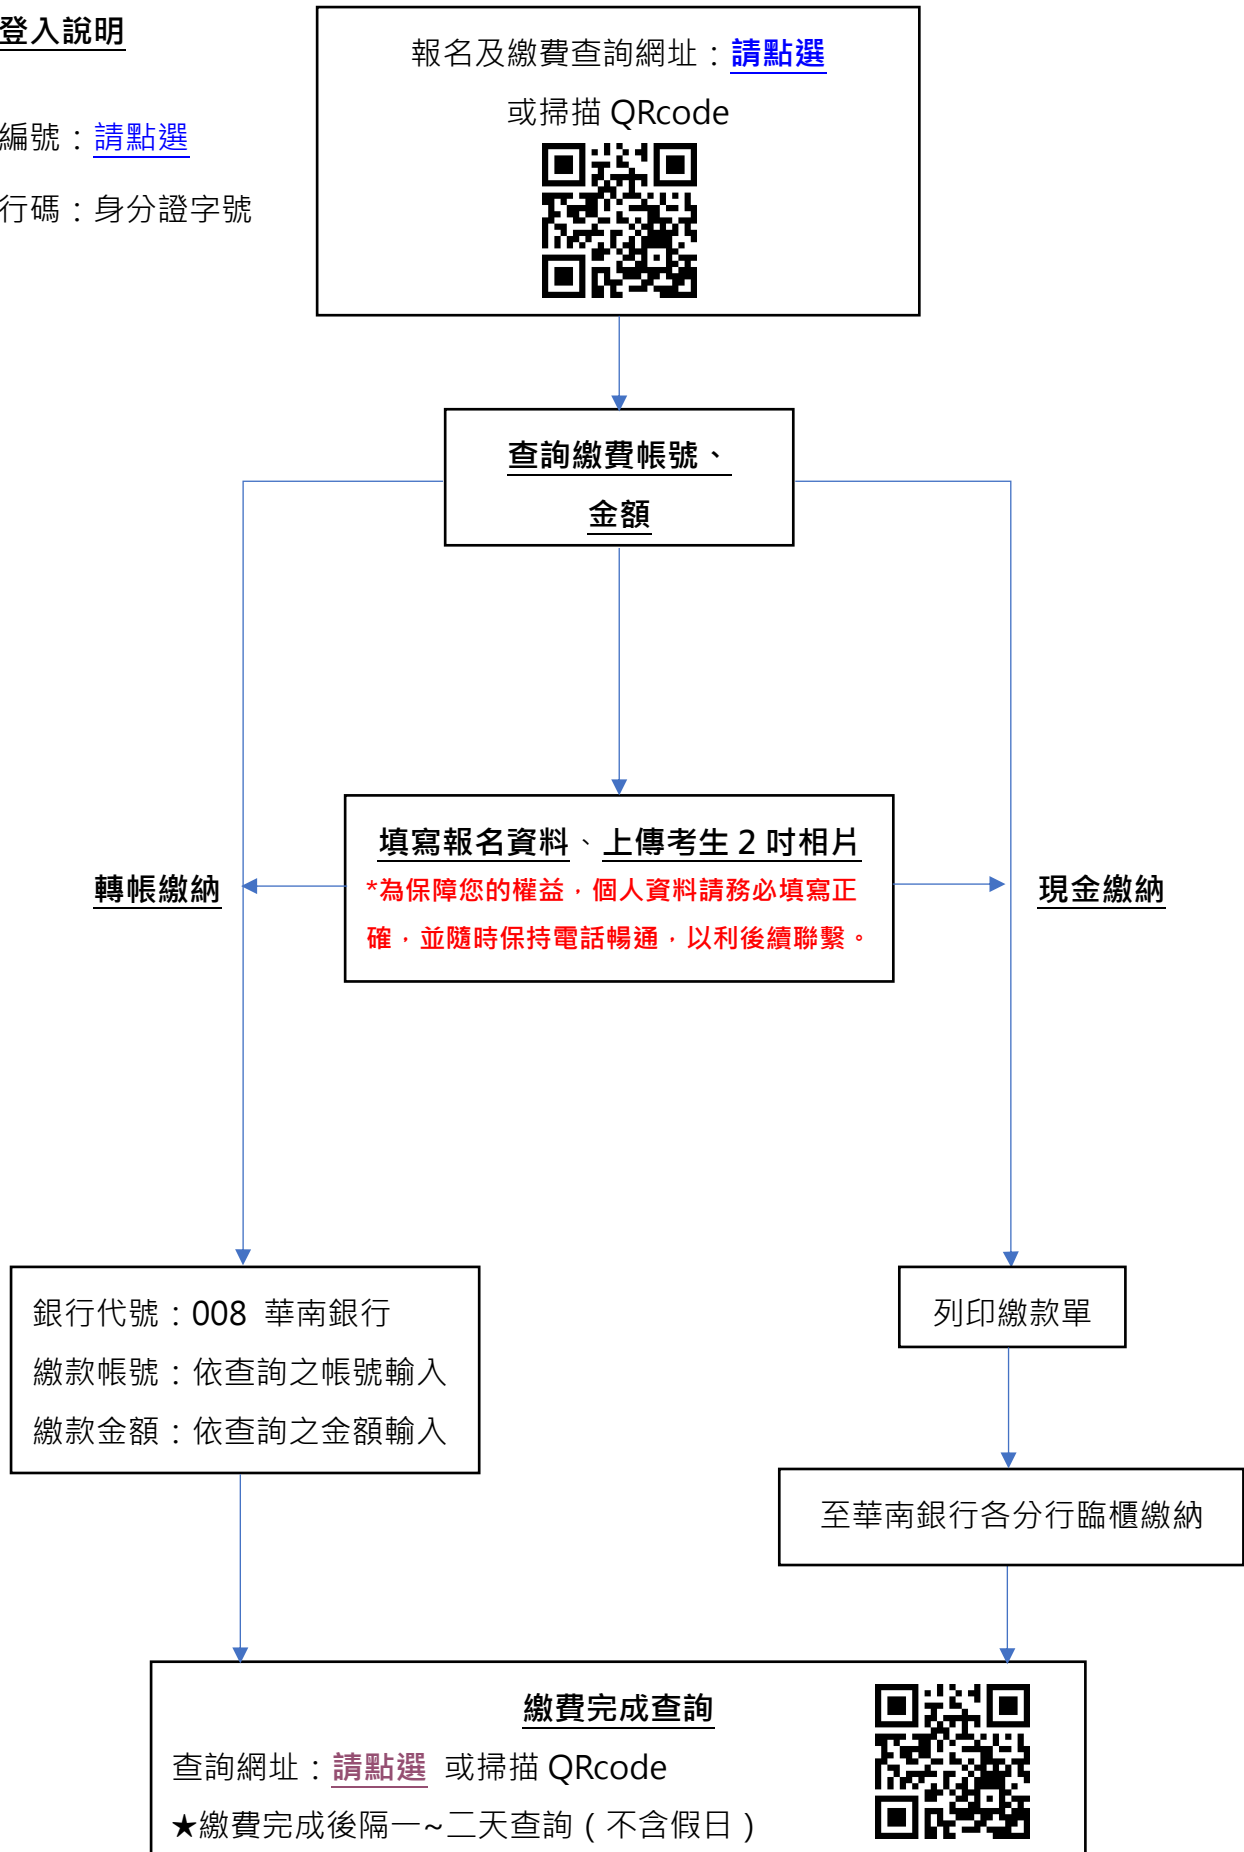 登入說明
編號：請點選
行碼：身分證字號
報名及繳費查詢網址：請點選
或掃描 QRcode
查詢繳費帳號、
金額
填寫報名資料、上傳考生 2 吋相片
*為保障您的權益，個人資料請務必填寫正
確，並隨時保持電話暢通，以利後續聯繫。
轉帳繳納
現金繳納
銀行代號：008 華南銀行
繳款帳號：依查詢之帳號輸入
繳款金額：依查詢之金額輸入
列印繳款單
至華南銀行各分行臨櫃繳納
繳費完成查詢
查詢網址：請點選 或掃描 QRcode
★繳費完成後隔一~二天查詢（不含假日）